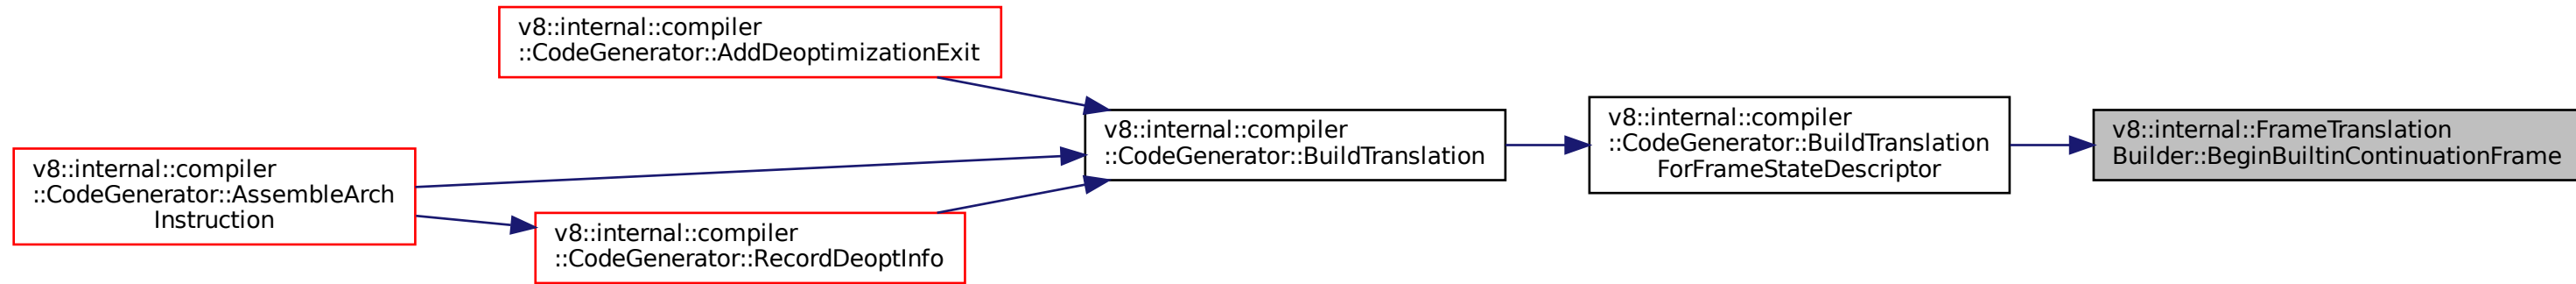 v8::internal::compiler
::CodeGenerator::AddDeoptimizationExit
v8::internal::compiler
::CodeGenerator::AssembleArch
Instruction
v8::internal::compiler
::CodeGenerator::RecordDeoptInfo
v8::internal::compiler
::CodeGenerator::BuildTranslation
v8::internal::compiler
::CodeGenerator::BuildTranslation
ForFrameStateDescriptor
v8::internal::FrameTranslation
Builder::BeginBuiltinContinuationFrame